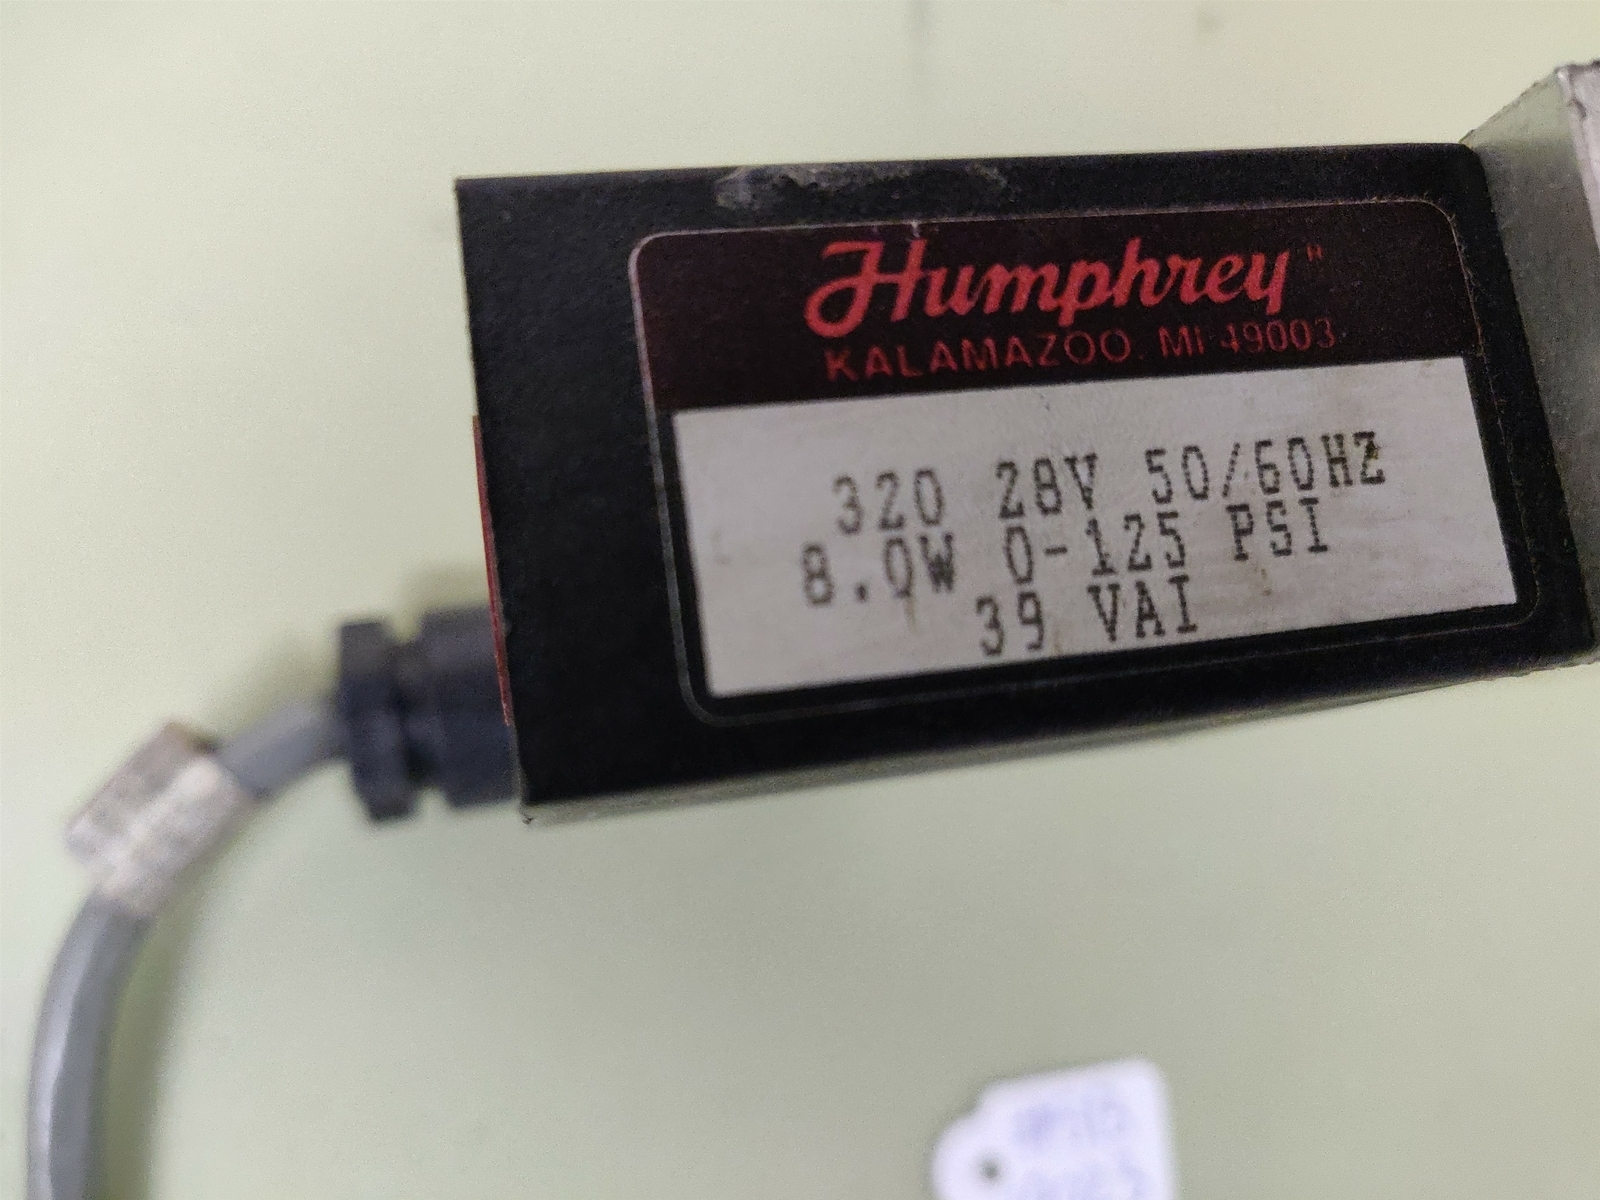 Humphrey
KALAMAZOO, MI 49003
320 28V 50/60HZ
8.0W 0-125 PSI
39 VAI